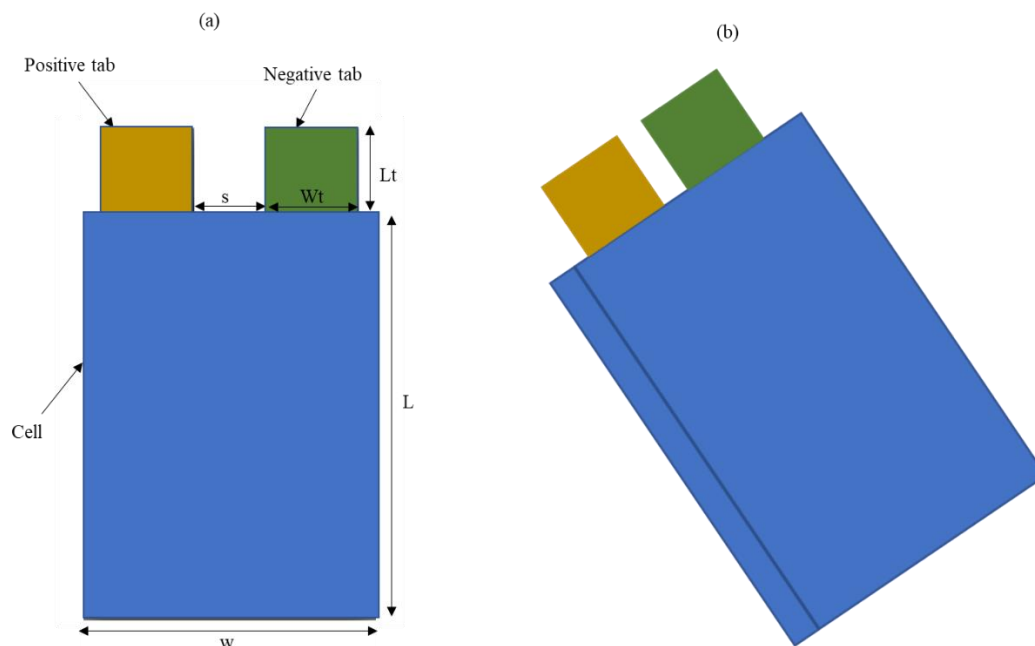 (a)
(b)
Positive tab
Negative tab
Lt
s
Wt
L
Cell
w